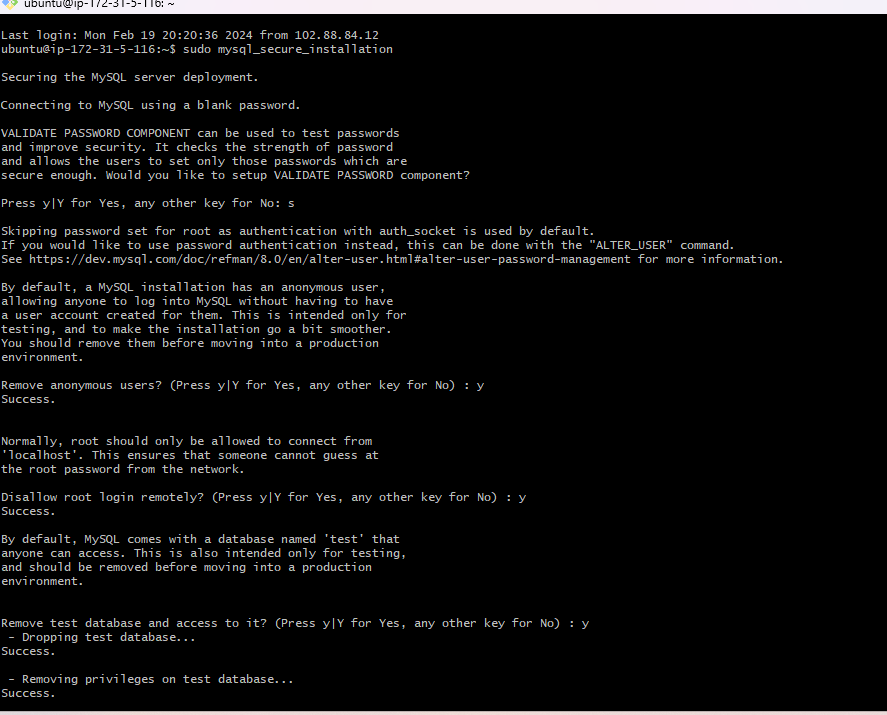 ubuntu@ip-172-31-5-116: ~
Last login: Mon Feb 19 20:20:36 2024 from 102.88.84.12
ubuntu@ip-172-31-5-116:~$ sudo mysql_secure_installation
Securing the MySQL server deployment.
Connecting to MySQL using a blank password.
VALIDATE PASSWORD COMPONENT can be used to test passwords
and improve security. It checks the strength of password
and allows the users to set only those passwords which are
secure enough. Would you like to setup VALIDATE PASSWORD component?
Press y|Y for Yes, any other key for No: s
Skipping password set for root as authentication with auth_socket is used by default.
If you would like to use password authentication instead, this can be done with the "ALTER_USER" command.
See https://dev.mysql.com/doc/refman/8.0/en/alter-user.html#alter-user-password-management for more information.
By default, a MySQL installation has an anonymous user,
allowing anyone to log into MySQL without having to have
a user account created for them. This is intended only for
testing, and to make the installation go a bit smoother.
You should remove them before moving into a production
environment.
Remove anonymous users? (Press y|Y for Yes, any other key for No) : y
Success.
Normally, root should only be allowed to connect from
'localhost'. This ensures that someone cannot guess at
the root password from the network.
Disallow root login remotely? (Press y|Y for Yes, any other key for No) : y
Success.
By default, MySQL comes with a database named 'test' that
anyone can access. This is also intended only for testing,
and should be removed before moving into a production
environment.
Remove test database and access to it? (Press y|Y for Yes, any other key for No) : y
 - Dropping test database...
Success.
 - Removing privileges on test database...
Success.